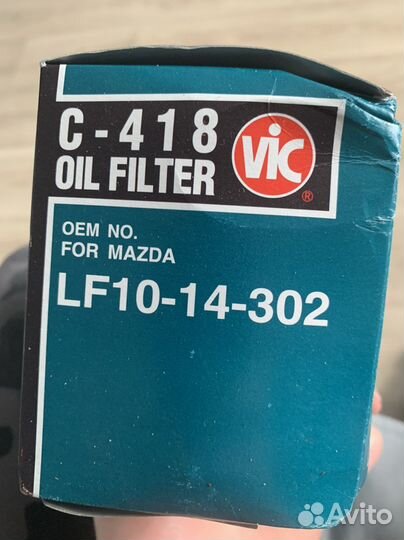 C-418
OIL FILTER
VIC
®
OEM NO.
FOR MAZDA
LF10-14-302
Avito